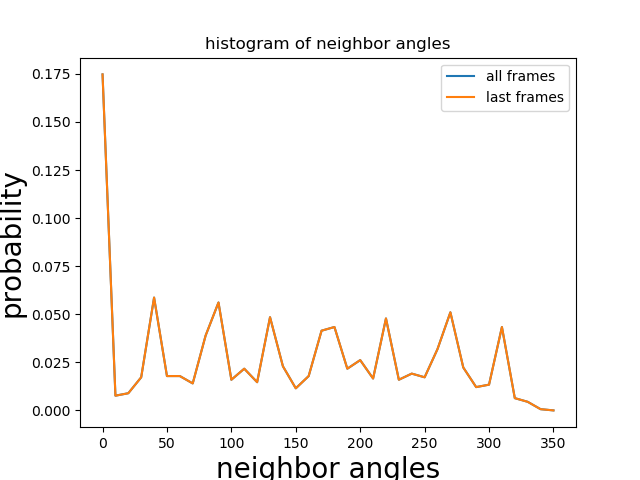 histogram of neighbor angles
all frames
last frames
0.175
0.150
0.125
0.100
0.075
0.050
0.025
0.000
probability
0 50 100 150 200 250 300 350
neighbor angles